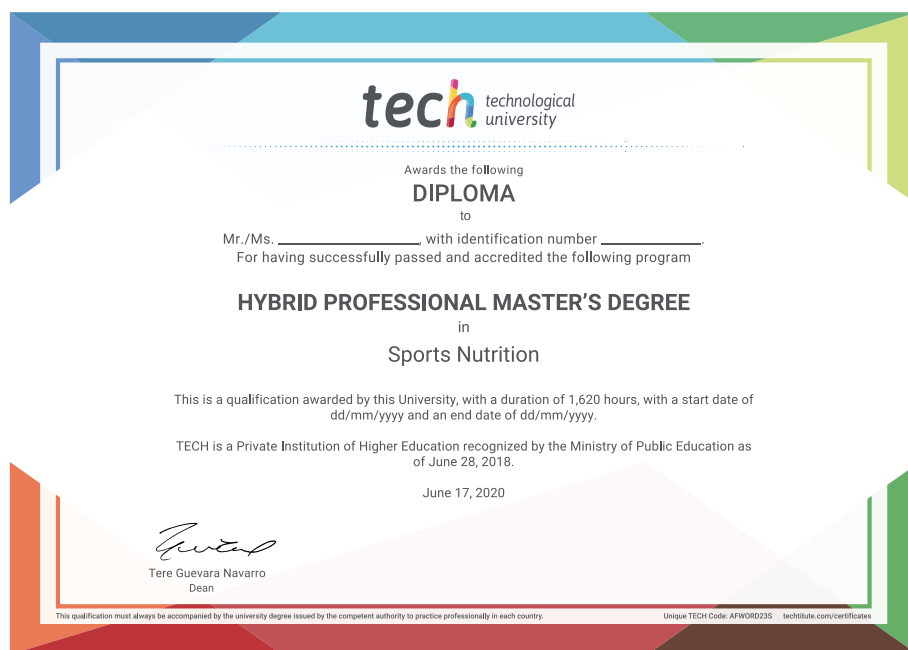 tech technological
university
Awards the following
DIPLOMA
to
Mr./Ms. ____________________, with identification number ______________.
For having successfully passed and accredited the following program
HYBRID PROFESSIONAL MASTER'S DEGREE
in
Sports Nutrition
This is a qualification awarded by this University, with a duration of 1,620 hours, with a start date of
dd/mm/yyyy and an end date of dd/mm/yyyy.
TECH is a Private Institution of Higher Education recognized by the Ministry of Public Education as
of June 28, 2018.
June 17, 2020
Tere Guevara Navarro
Dean
This qualification must always be accompanied by the university degree issued by the competent authority to practice professionally in each country.
Unique TECH Code: AFWORD23S techtitute.com/certificates